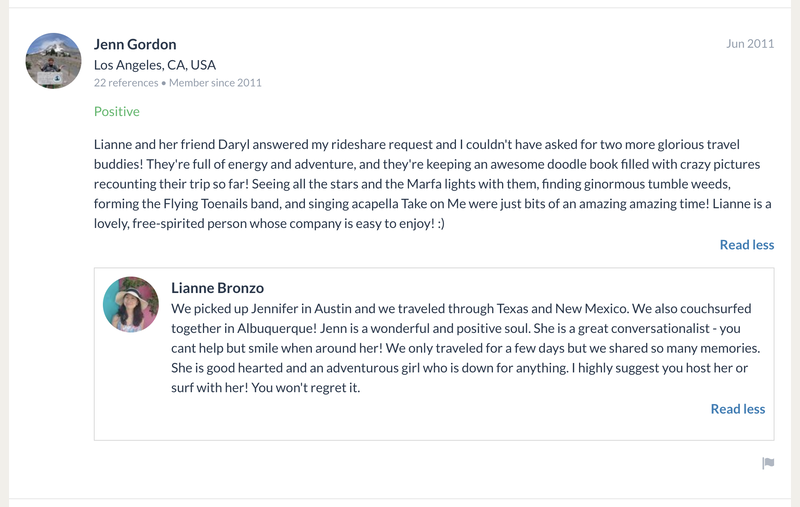 Jenn Gordon
Jun 2011
Los Angeles, CA, USA
22 references • Member since 2011
Positive
Lianne and her friend Daryl answered my rideshare request and I couldn't have asked for two more glorious travel
buddies! They're full of energy and adventure, and they're keeping an awesome doodle book filled with crazy pictures
recounting their trip so far! Seeing all the stars and the Marfa lights with them, finding ginormous tumble weeds,
forming the Flying Toenails band, and singing acapella Take on Me were just bits of an amazing amazing time! Lianne is a
lovely, free-spirited person whose company is easy to enjoy! :)
Read less
Lianne Bronzo
We picked up Jennifer in Austin and we traveled through Texas and New Mexico. We also couchsurfed
together in Albuquerque! Jenn is a wonderful and positive soul. She is a great conversationalist - you
cant help but smile when around her! We only traveled for a few days but we shared so many memories.
She is good hearted and an adventurous girl who is down for anything. I highly suggest you host her or
surf with her! You won't regret it.
Read less